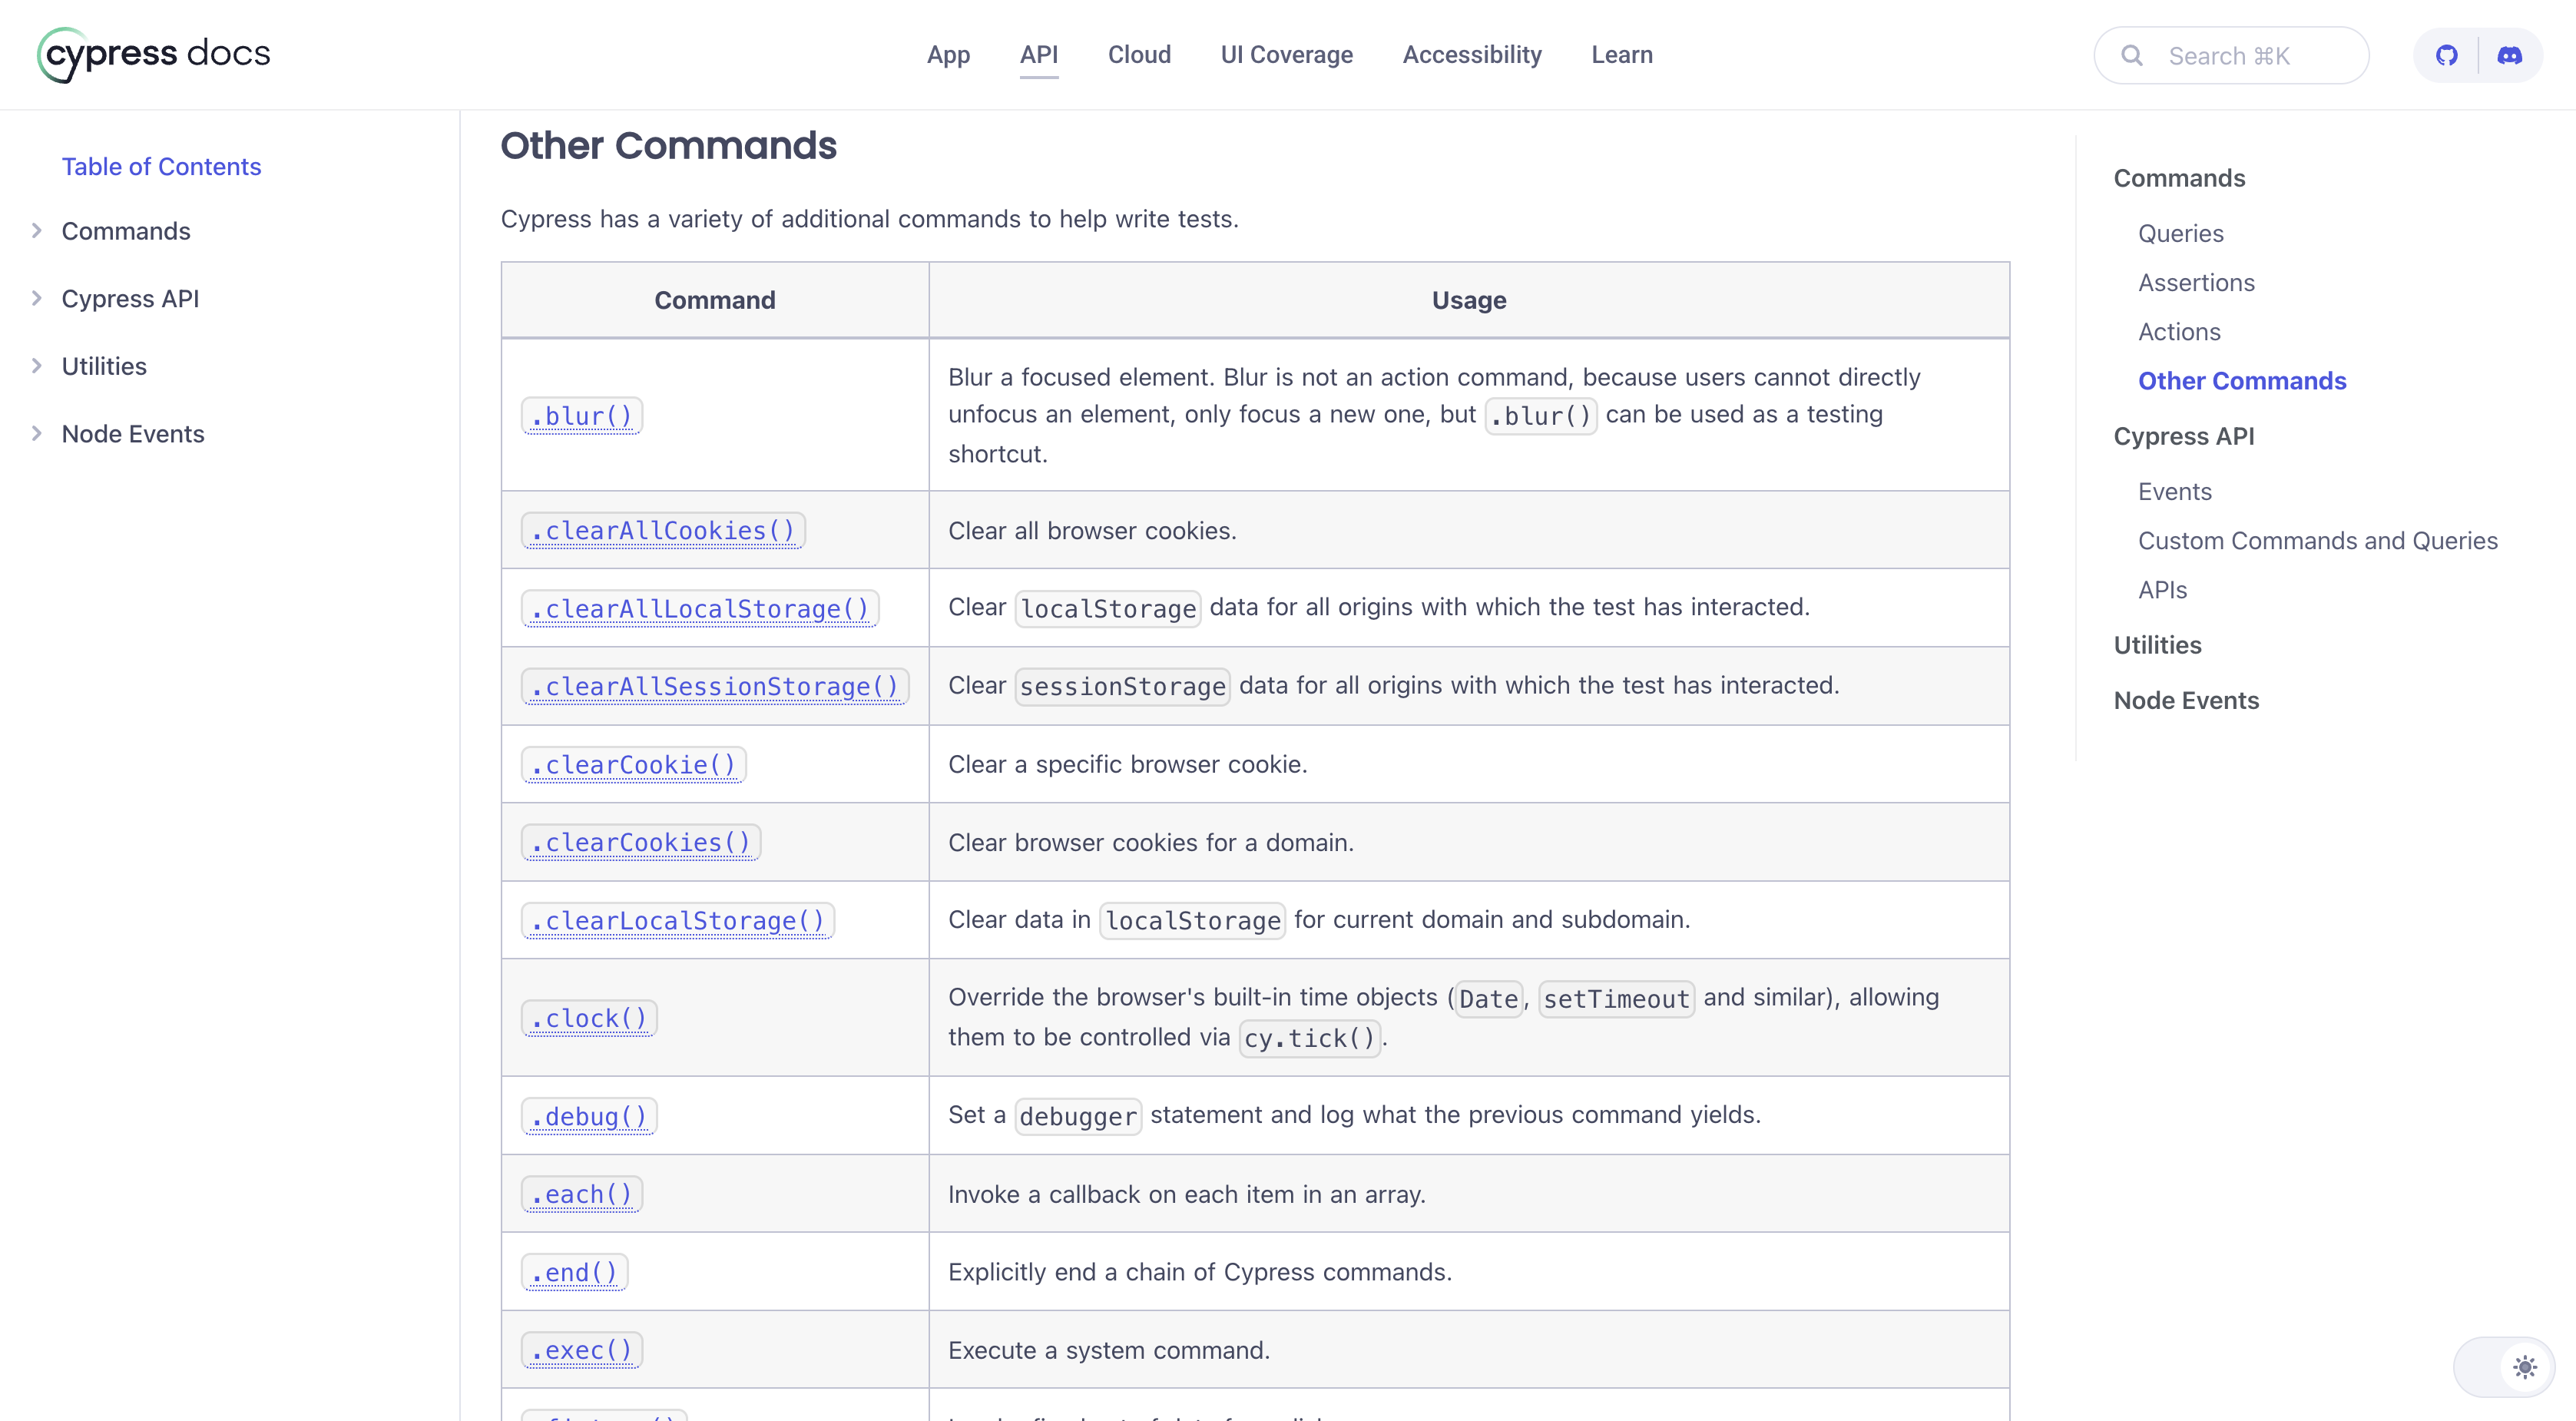 cypress docs
App
API
Cloud
UI Coverage
Accessibility
Learn
Search ⌘K
Table of Contents
Commands
Cypress API
Utilities
Node Events
Other Commands
Cypress has a variety of additional commands to help write tests.
Command
Usage
.blur()
Blur a focused element. Blur is not an action command, because users cannot directly
unfocus an element, only focus a new one, but .blur() can be used as a testing
shortcut.
.clearAllCookies()
Clear all browser cookies.
.clearAllLocalStorage()
Clear localStorage data for all origins with which the test has interacted.
.clearAllSessionStorage()
Clear sessionStorage data for all origins with which the test has interacted.
.clearCookie()
Clear a specific browser cookie.
.clearCookies()
Clear browser cookies for a domain.
.clearLocalStorage()
Clear data in localStorage for current domain and subdomain.
.clock()
Override the browser's built-in time objects (Date, setTimeout and similar), allowing
them to be controlled via cy.tick().
.debug()
Set a debugger statement and log what the previous command yields.
.each()
Invoke a callback on each item in an array.
.end()
Explicitly end a chain of Cypress commands.
.exec()
Execute a system command.
Commands
Queries
Assertions
Actions
Other Commands
Cypress API
Events
Custom Commands and Queries
APIs
Utilities
Node Events